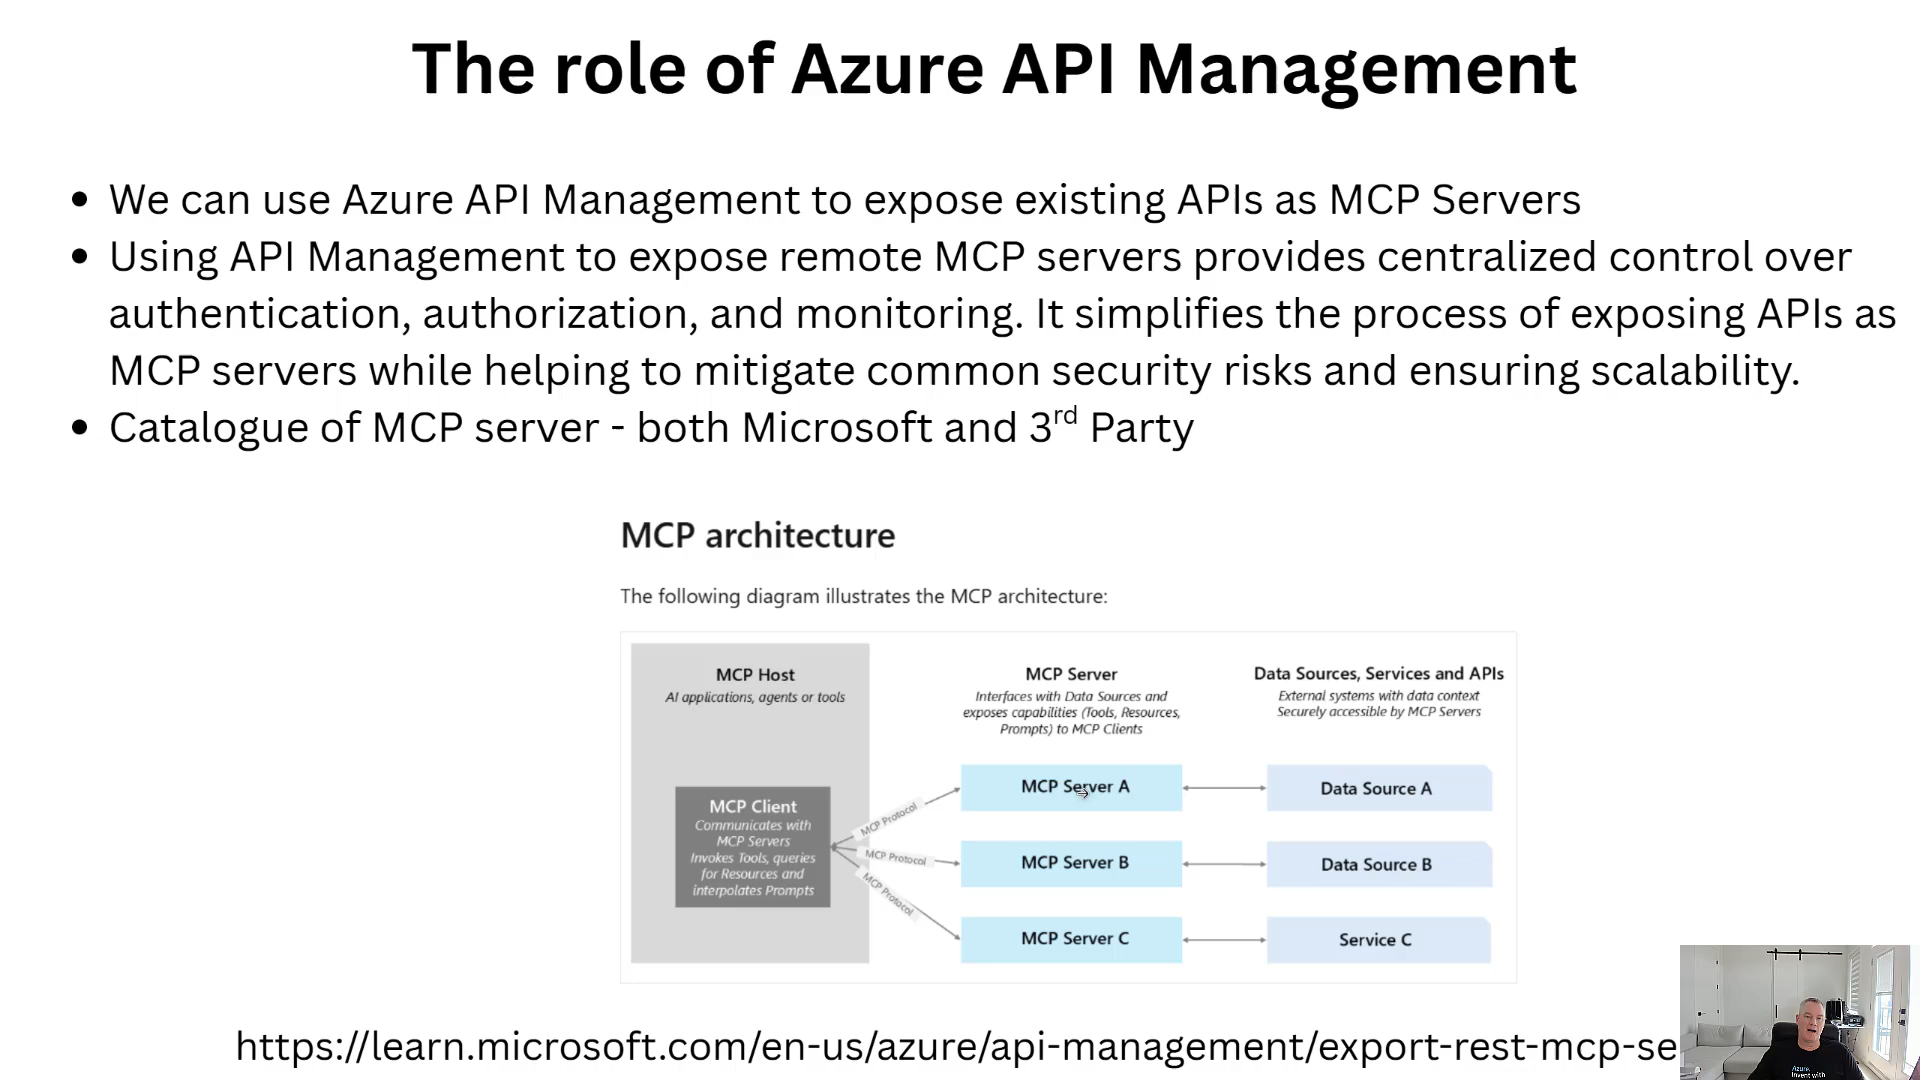 The role of Azure API Management
• We can use Azure API Management to expose existing APIs as MCP Servers
• Using API Management to expose remote MCP servers provides centralized control over
authentication, authorization, and monitoring. It simplifies the process of exposing APIs as
MCP servers while helping to mitigate common security risks and ensuring scalability.
• Catalogue of MCP server - both Microsoft and 3rd Party
MCP architecture
The following diagram illustrates the MCP architecture:
MCP Host
AI applications, agents or tools
MCP Client
Communicates with
MCP Servers
Invokes Tools, queries
for Resources and
interpolates Prompts
MCP Protocol
MCP Protocol
MCP Protocol
MCP Server
Interfaces with Data Sources and
exposes capabilities (Tools, Resources,
Prompts) to MCP Clients
MCP Server A
MCP Server B
MCP Server C
Data Sources, Services and APIs
External systems with data context
Securely accessible by MCP Servers
Data Source A
Data Source B
Service C
https://learn.microsoft.com/en-us/azure/api-management/export-rest-mcp-se
Azure
Invent with